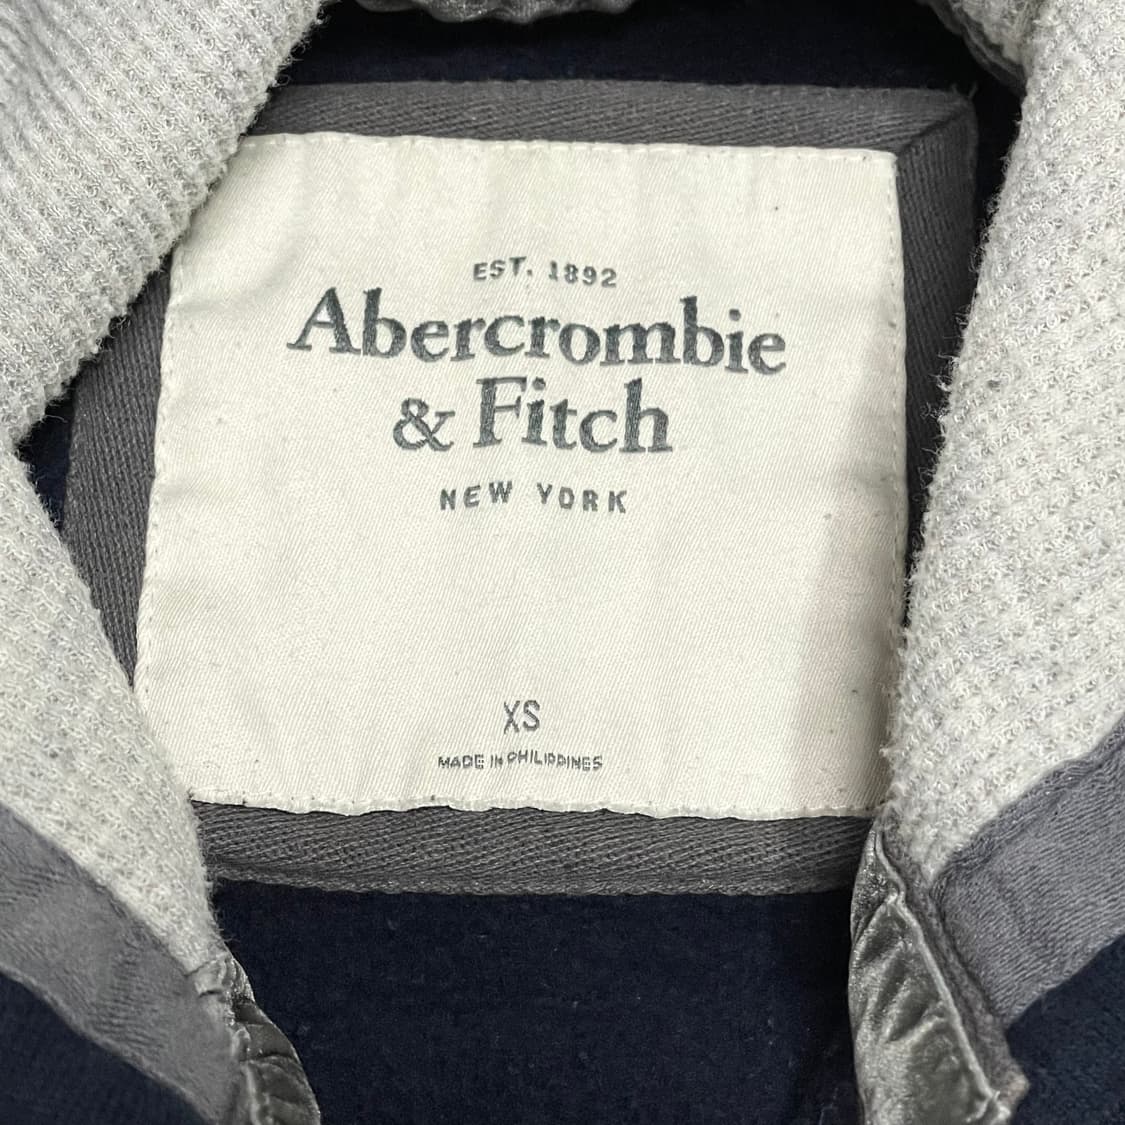 EST. 1892
Abercrombie
& Fitch
NEW YORK
XS
MADE IN PHILIPPINES